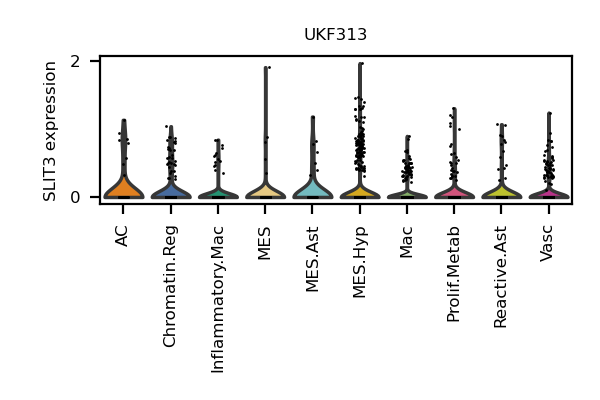 UKF313
SLIT3 expression
2
0
AC
Chromatin.Reg
Inflammatory.Mac
MES
MES.Ast
MES.Hyp
Mac
Prolif.Metab
Reactive.Ast
Vasc